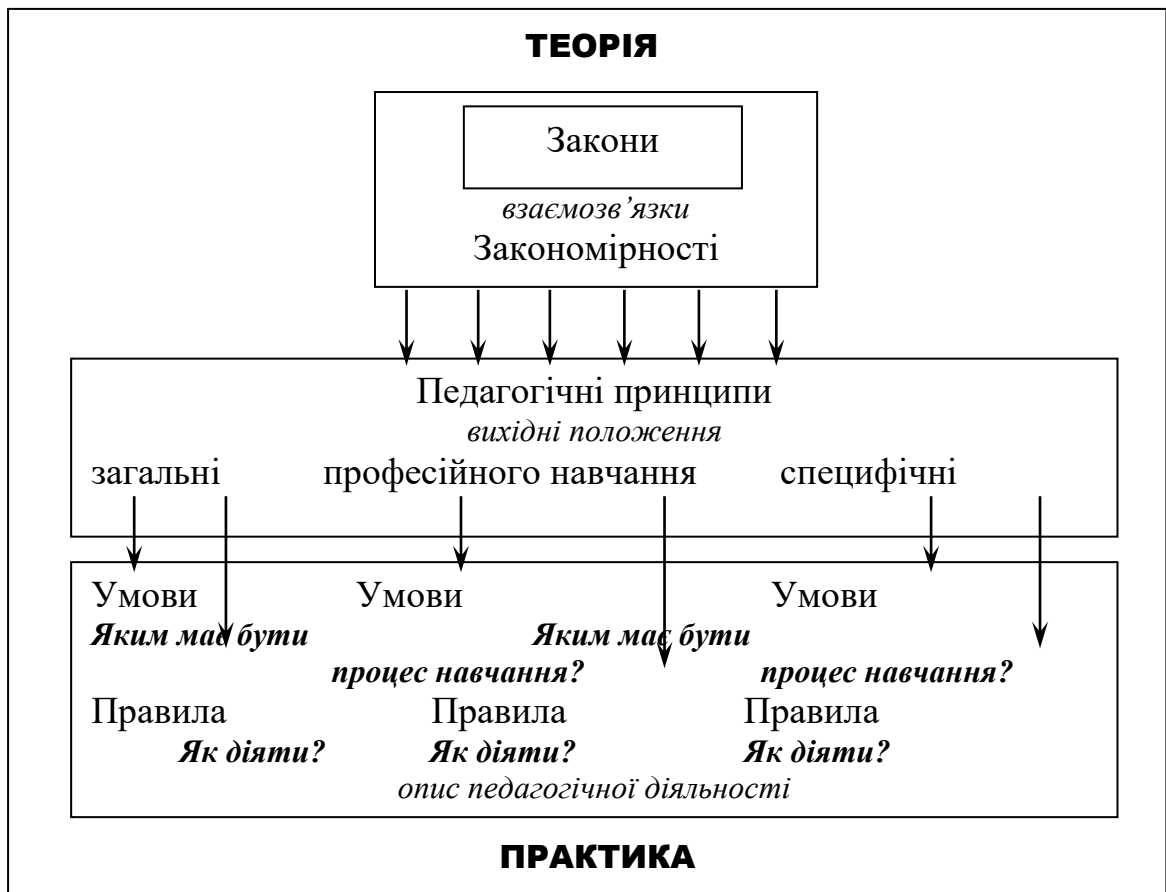 ТЕОРІЯ
Закони
взаємозв’язки
Закономірності
Педагогічні принципи
вихідні положення
загальні професійного навчання специфічні
Умови Умови Умови
Яким має бути Яким має бути
процес навчання? процес навчання?
Правила Правила Правила
Як діяти? Як діяти? Як діяти?
опис педагогічної діяльності
ПРАКТИКА